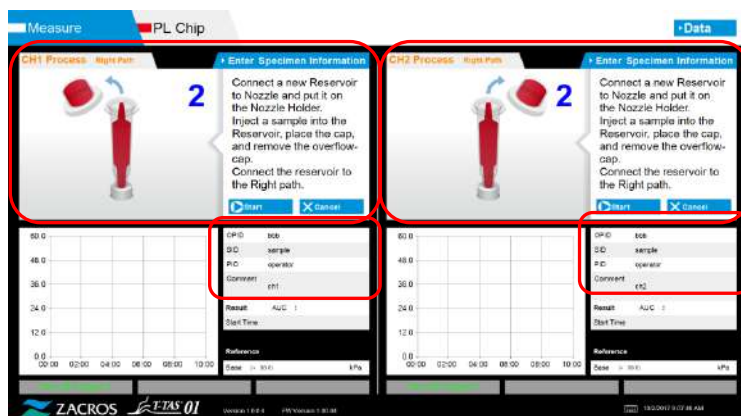 Measure
PL Chip
Data
CH1 Process Right Path
Enter Specimen Information
2
Connect a new Reservoir
to Nozzle and put it on
the Nozzle Holder.
Inject a sample into the
Reservoir, place the cap,
and remove the overflow-
cap.
Connect the reservoir to
the Right path.
Start
Cancel
CH2 Process Right Path
Enter Specimen Information
2
Connect a new Reservoir
to Nozzle and put it on
the Nozzle Holder.
Inject a sample into the
Reservoir, place the cap,
and remove the overflow-
cap.
Connect the reservoir to
the Right path.
Start
Cancel
60.0
48.0
36.0
24.0
12.0
0.0
00:00 02:00 04:00 06:00 08:00 10:00
OPID bob
SID sample
PID operator
Comment
ch1
Result AUC :
Start Time
Reference
Base kPa
60.0
48.0
36.0
24.0
12.0
0.0
00:00 02:00 04:00 06:00 08:00 10:00
OPID bob
SID sample
PID operator
Comment
ch2
Result AUC :
Start Time
Reference
Base kPa
ZACROS T-TAS 01